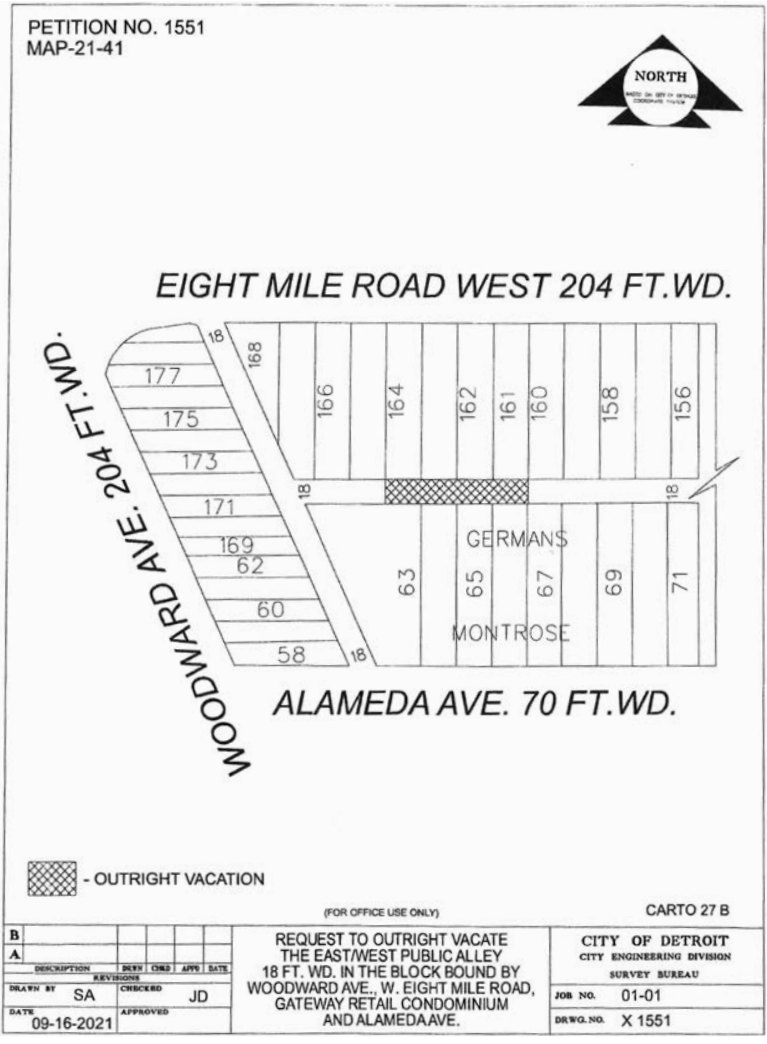 PETITION NO. 1551
MAP-21-41
NORTH
EIGHT MILE ROAD WEST 204 FT.WD.
WOODWARD AVE. 204 FT.WD.
18
168
166
164
162
161
160
158
156
177
175
173
171
169
62
60
58
18
18
18
GERMANS
63
65
67
69
71
MONTROSE
ALAMEDA AVE. 70 FT.WD.
- OUTRIGHT VACATION
(FOR OFFICE USE ONLY)
CARTO 27 B
B
A
DESCRIPTION DRWN CHKD APPD DATE
REVISIONS
DRAWN BY SA
CHECKED JD
DATE 09-16-2021
APPROVED
REQUEST TO OUTRIGHT VACATE
THE EAST/WEST PUBLIC ALLEY
18 FT. WD. IN THE BLOCK BOUND BY
WOODWARD AVE., W. EIGHT MILE ROAD,
GATEWAY RETAIL CONDOMINIUM
AND ALAMEDAAVE.
CITY OF DETROIT
CITY ENGINEERING DIVISION
SURVEY BUREAU
JOB NO. 01-01
DRWG. NO. X 1551